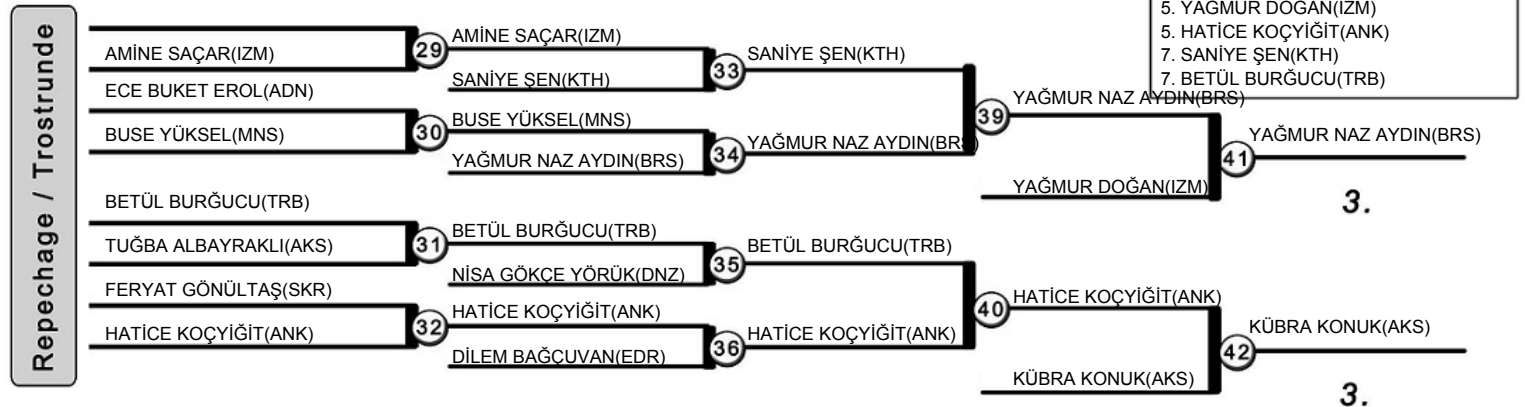 Repechage / Trostrunde
5. YAĞMUR DOĞAN(IZM)
5. HATİCE KOÇYİĞİT(ANK)
7. SANİYE ŞEN(KTH)
7. BETÜL BURĞUCU(TRB)
AMİNE SAÇAR(IZM)
29
ECE BUKET EROL(ADN)
BUSE YÜKSEL(MNS)
30
BETÜL BURĞUCU(TRB)
TUĞBA ALBAYRAKLI(AKS)
31
FERYAT GÖNÜLTAŞ(SKR)
HATİCE KOÇYİĞİT(ANK)
32
AMİNE SAÇAR(IZM)
SANİYE ŞEN(KTH)
33
BUSE YÜKSEL(MNS)
YAĞMUR NAZ AYDIN(BRS)
34
BETÜL BURĞUCU(TRB)
NİSA GÖKÇE YÖRÜK(DNZ)
35
HATİCE KOÇYİĞİT(ANK)
DİLEM BAĞÇUVAN(EDR)
36
SANİYE ŞEN(KTH)
YAĞMUR NAZ AYDIN(BRS)
39
BETÜL BURĞUCU(TRB)
HATİCE KOÇYİĞİT(ANK)
40
YAĞMUR NAZ AYDIN(BRS)
YAĞMUR DOĞAN(IZM)
41
HATİCE KOÇYİĞİT(ANK)
KÜBRA KONUK(AKS)
42
YAĞMUR NAZ AYDIN(BRS)
3.
KÜBRA KONUK(AKS)
3.